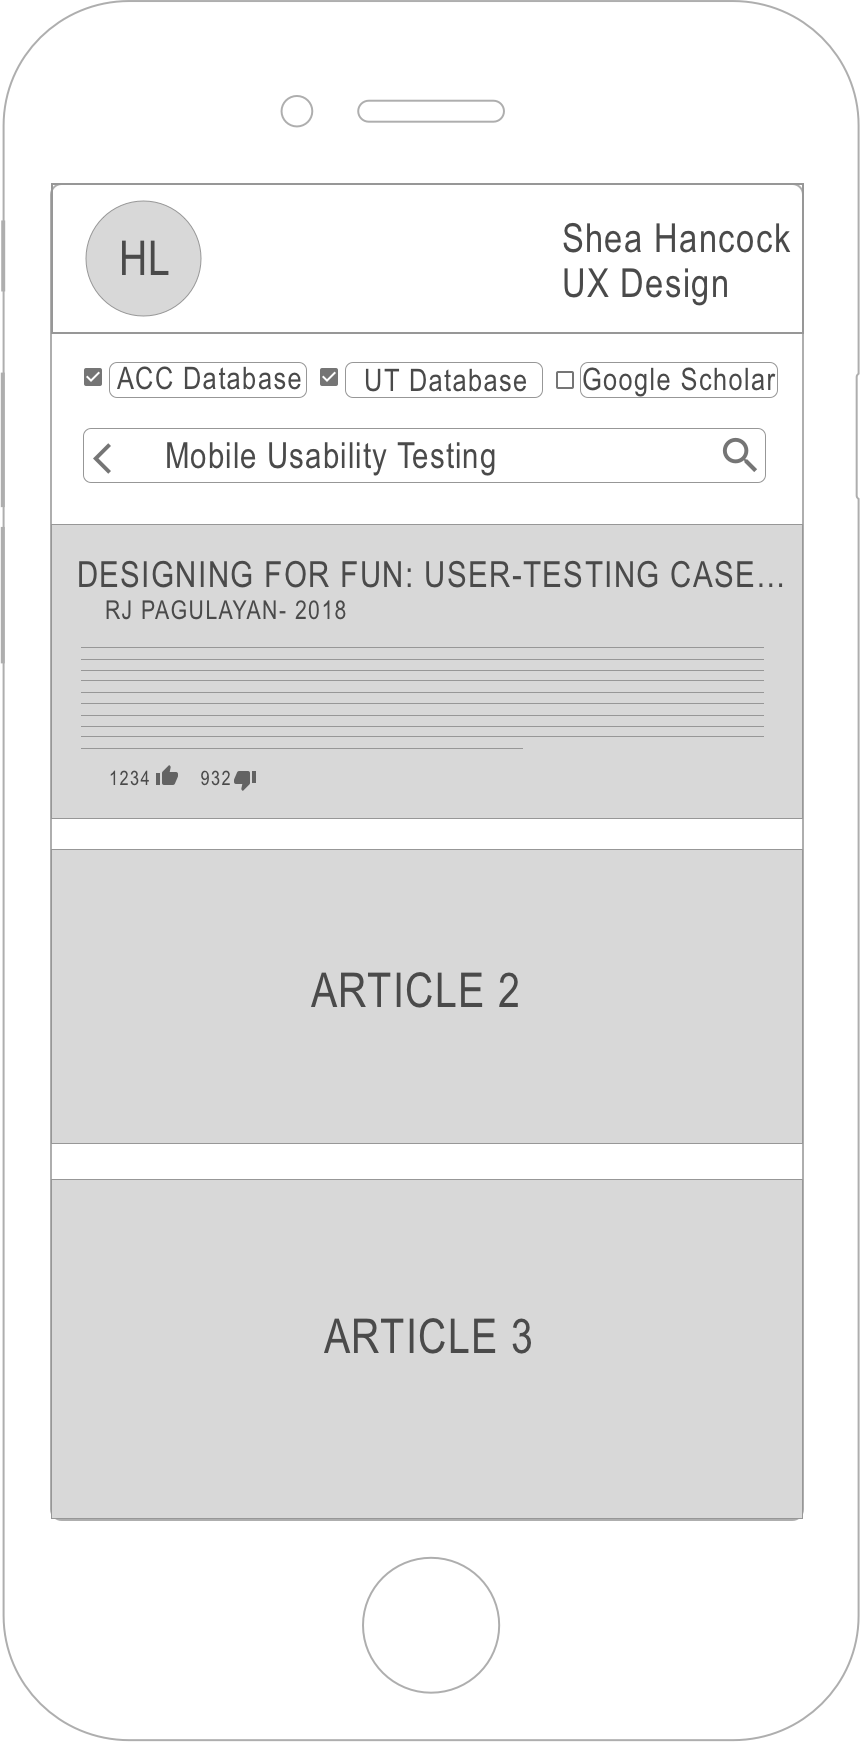 HL
Shea Hancock
UX Design
ACC Database
UT Database
Google Scholar
Mobile Usability Testing
DESIGNING FOR FUN: USER-TESTING CASE...
RJ PAGULAYAN- 2018
1234 932
ARTICLE 2
ARTICLE 3